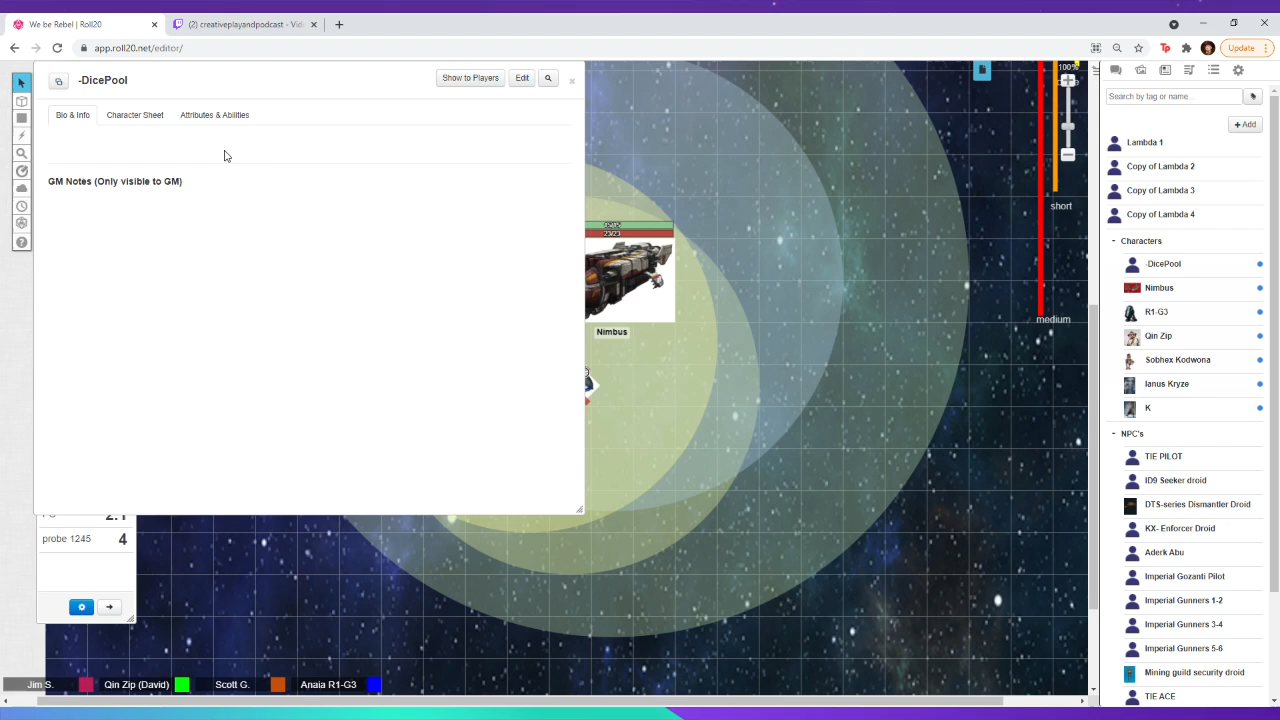 We be Rebel | Roll20
(2) creativeplayandpodcast - Vid
app.roll20.net/editor/
Update
-DicePool
Show to Players
Edit
Bio & Info
Character Sheet
Attributes & Abilities
GM Notes (Only visible to GM)
23/23
Nimbus
100%
short
medium
2.1
probe 1245
4
Jim S.
Qin Zip (David)
Scott G.
Anaia R1-G3
Search by tag or name...
+ Add
Lambda 1
Copy of Lambda 2
Copy of Lambda 3
Copy of Lambda 4
- Characters
-DicePool
Nimbus
R1-G3
Qin Zip
Sobhex Kodwona
Ianus Kryze
K
- NPC's
TIE PILOT
ID9 Seeker droid
DTS-series Dismantler Droid
KX- Enforcer Droid
Aderk Abu
Imperial Gozanti Pilot
Imperial Gunners 1-2
Imperial Gunners 3-4
Imperial Gunners 5-6
Mining guild security droid
TIE ACE